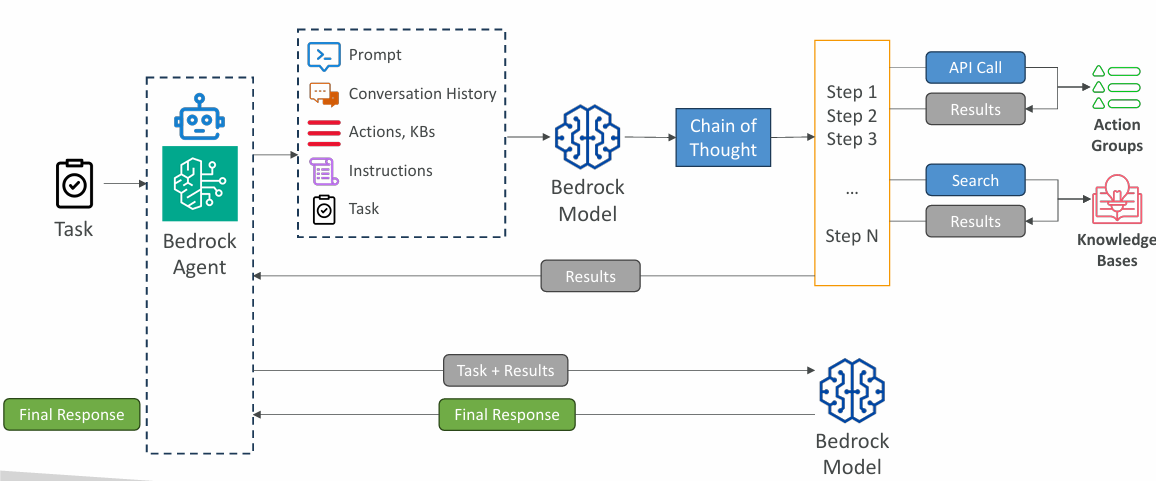 Task
Bedrock
Agent
Prompt
Conversation History
Actions, KBs
Instructions
Task
Bedrock
Model
Chain of
Thought
Step 1
Step 2
Step 3
...
Step N
API Call
Results
Action
Groups
Search
Results
Knowledge
Bases
Results
Task + Results
Final Response
Final Response
Bedrock
Model